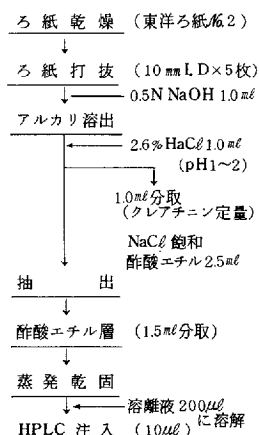 ろ紙乾燥 (東洋ろ紙No.2)
ろ紙打抜 (10mmI.D×5枚)
0.5N NaOH 1.0ml
アルカリ溶出
2.6%HaCl 1.0ml
(pH1～2)
1.0ml分取
(クレアチニン定量)
NaCl飽和
酢酸エチル2.5ml
抽出
酢酸エチル層 (1.5ml分取)
蒸発乾固
溶離液200μl
に溶解
HPLC注入 (10μl)